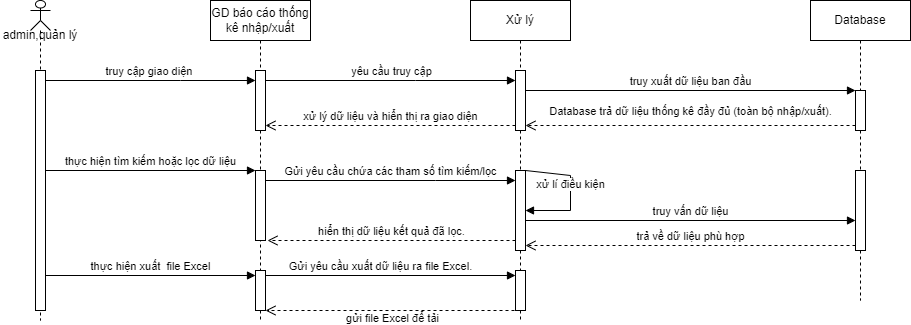 admin,quản lý
GD báo cáo thống
kê nhập/xuất
Xử lý
Database
truy cập giao diện
yêu cầu truy cập
truy xuất dữ liệu ban đầu
xử lý dữ liệu và hiển thị ra giao diện
Database trả dữ liệu thống kê đầy đủ (toàn bộ nhập/xuất).
thực hiện tìm kiếm hoặc lọc dữ liệu
Gửi yêu cầu chứa các tham số tìm kiếm/lọc
xử lí điều kiện
truy vấn dữ liệu
hiển thị dữ liệu kết quả đã lọc.
trả về dữ liệu phù hợp
thực hiện xuất  file Excel
Gửi yêu cầu xuất dữ liệu ra file Excel.
gửi file Excel để tải